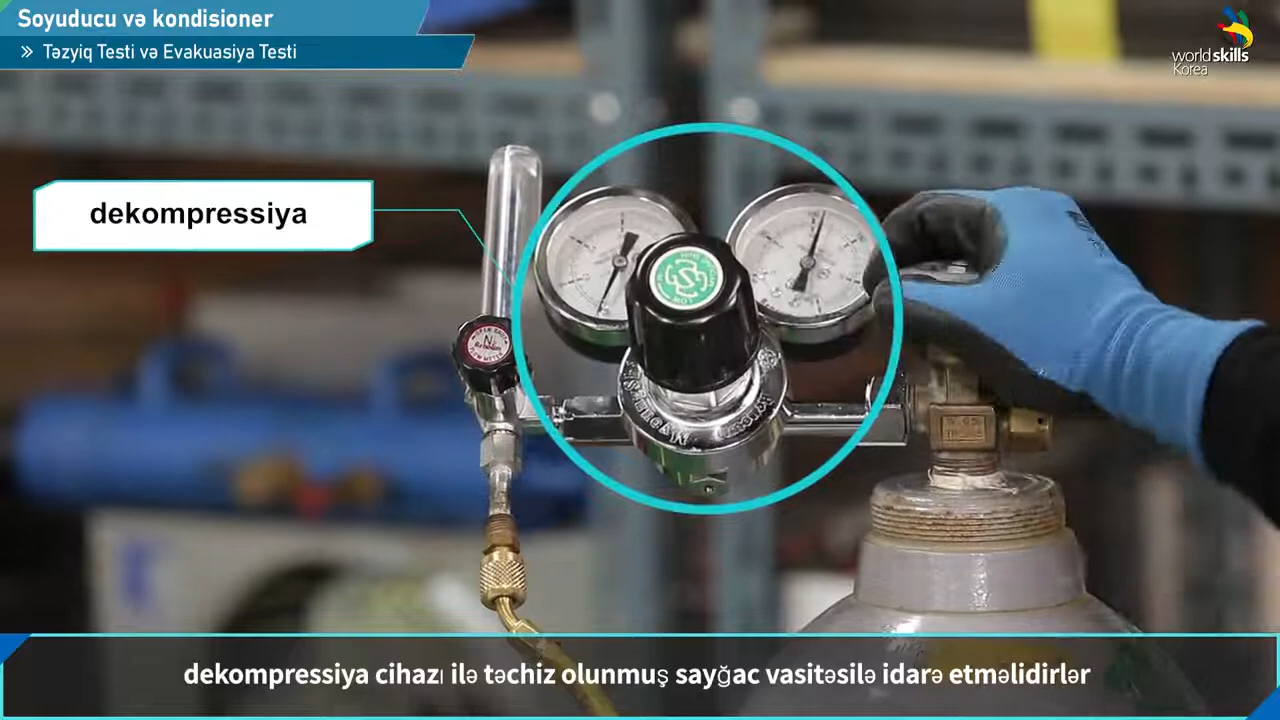 Soyuducu və kondisioner
» Təzyiq Testi və Evakuasiya Testi
worldskills
Korea
dekompressiya
dekompressiya cihazı ilə təchiz olunmuş sayğac vasitəsilə idarə etməlidirlər